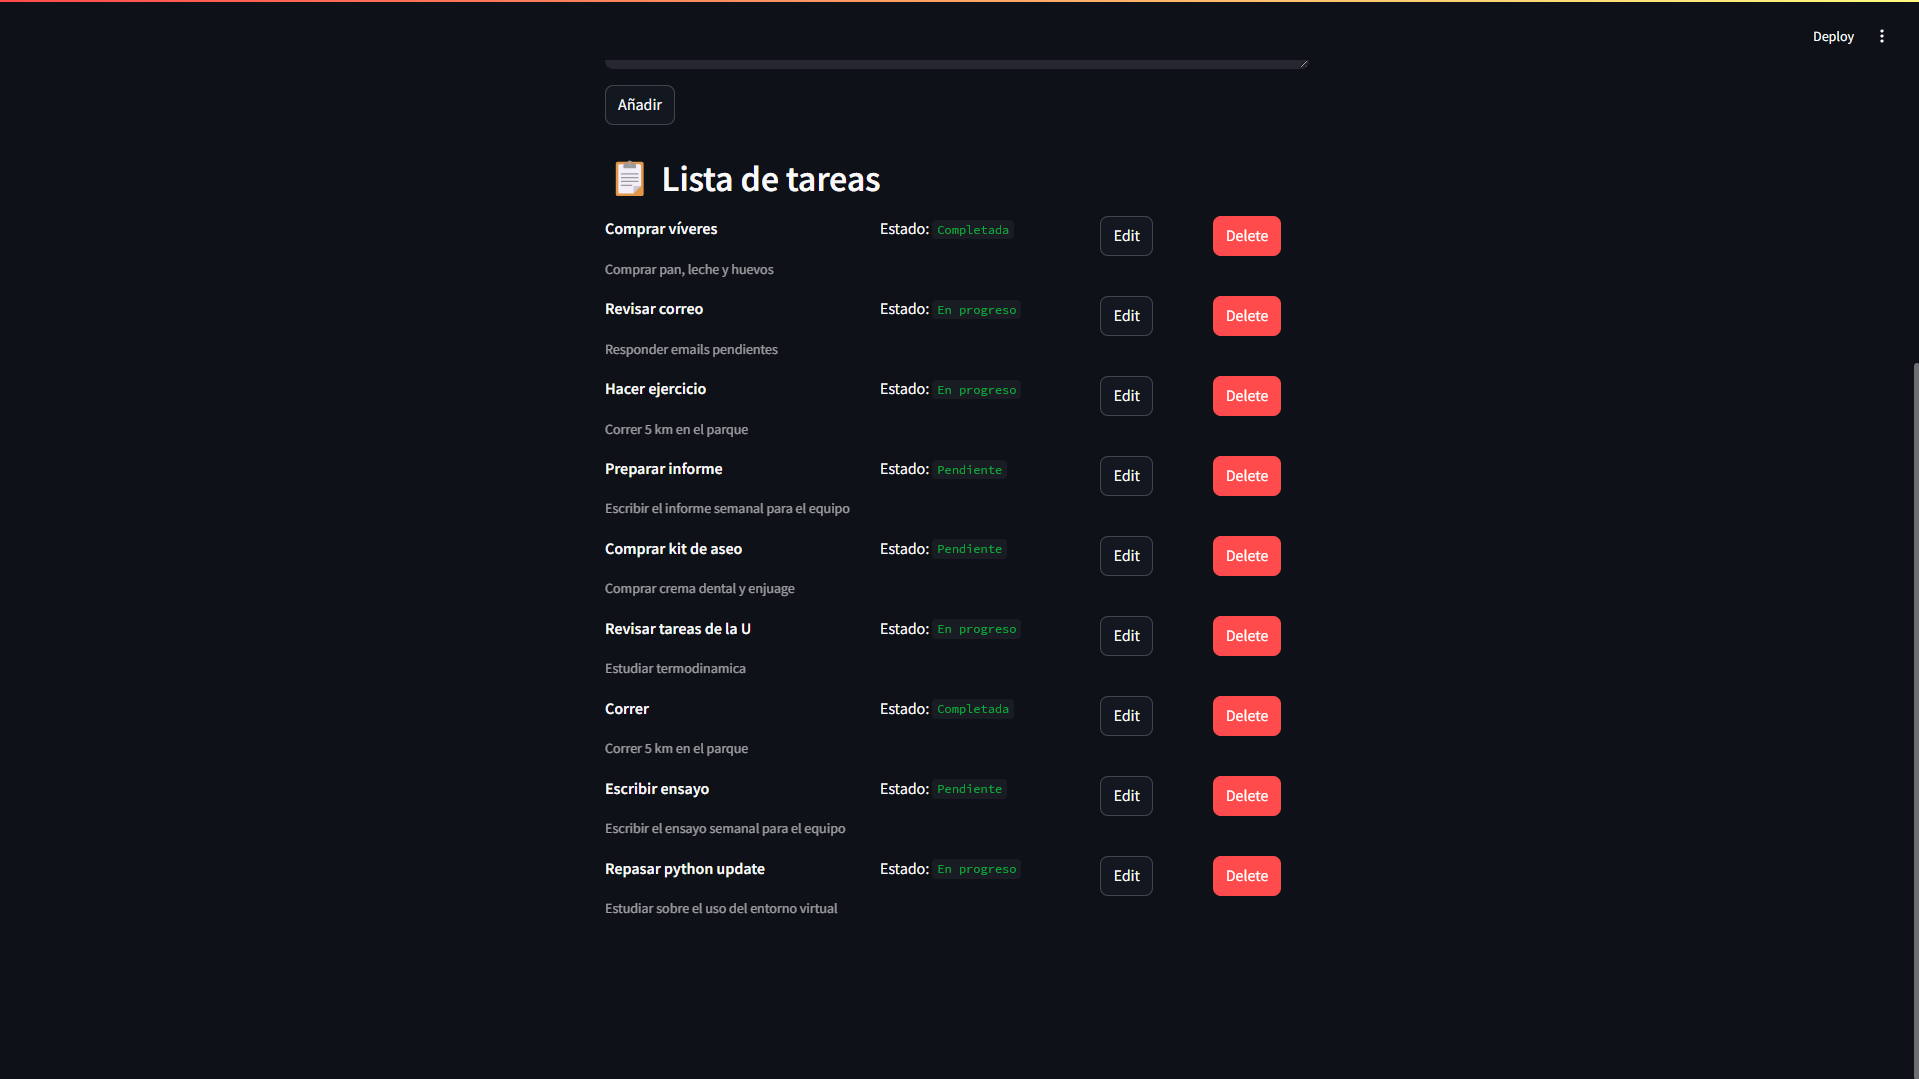 Deploy
Añadir
Lista de tareas
Comprar víveres Estado: Completada Edit Delete
Comprar pan, leche y huevos
Revisar correo Estado: En progreso Edit Delete
Responder emails pendientes
Hacer ejercicio Estado: En progreso Edit Delete
Correr 5 km en el parque
Preparar informe Estado: Pendiente Edit Delete
Escribir el informe semanal para el equipo
Comprar kit de aseo Estado: Pendiente Edit Delete
Comprar crema dental y enjuage
Revisar tareas de la U Estado: En progreso Edit Delete
Estudiar termodinamica
Correr Estado: Completada Edit Delete
Correr 5 km en el parque
Escribir ensayo Estado: Pendiente Edit Delete
Escribir el ensayo semanal para el equipo
Repasar python update Estado: En progreso Edit Delete
Estudiar sobre el uso del entorno virtual